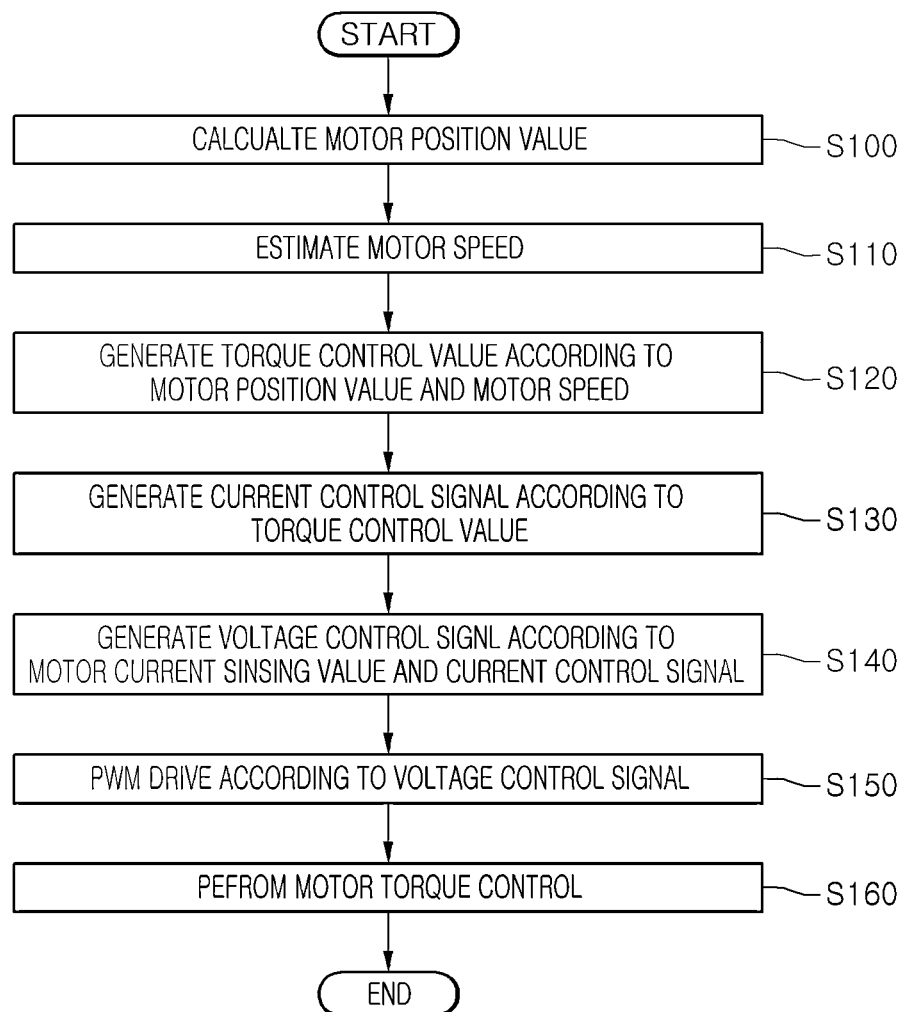 START
CALCUALTE MOTOR POSITION VALUE
S100
ESTIMATE MOTOR SPEED
S110
GENERATE TORQUE CONTROL VALUE ACCORDING TO
MOTOR POSITION VALUE AND MOTOR SPEED
S120
GENERATE CURRENT CONTROL SIGNAL ACCORDING TO
TORQUE CONTROL VALUE
S130
GENERATE VOLTAGE CONTROL SIGNL ACCORDING TO
MOTOR CURRENT SINSING VALUE AND CURRENT CONTROL SIGNAL
S140
PWM DRIVE ACCORDING TO VOLTAGE CONTROL SIGNAL
S150
PEFROM MOTOR TORQUE CONTROL
S160
END